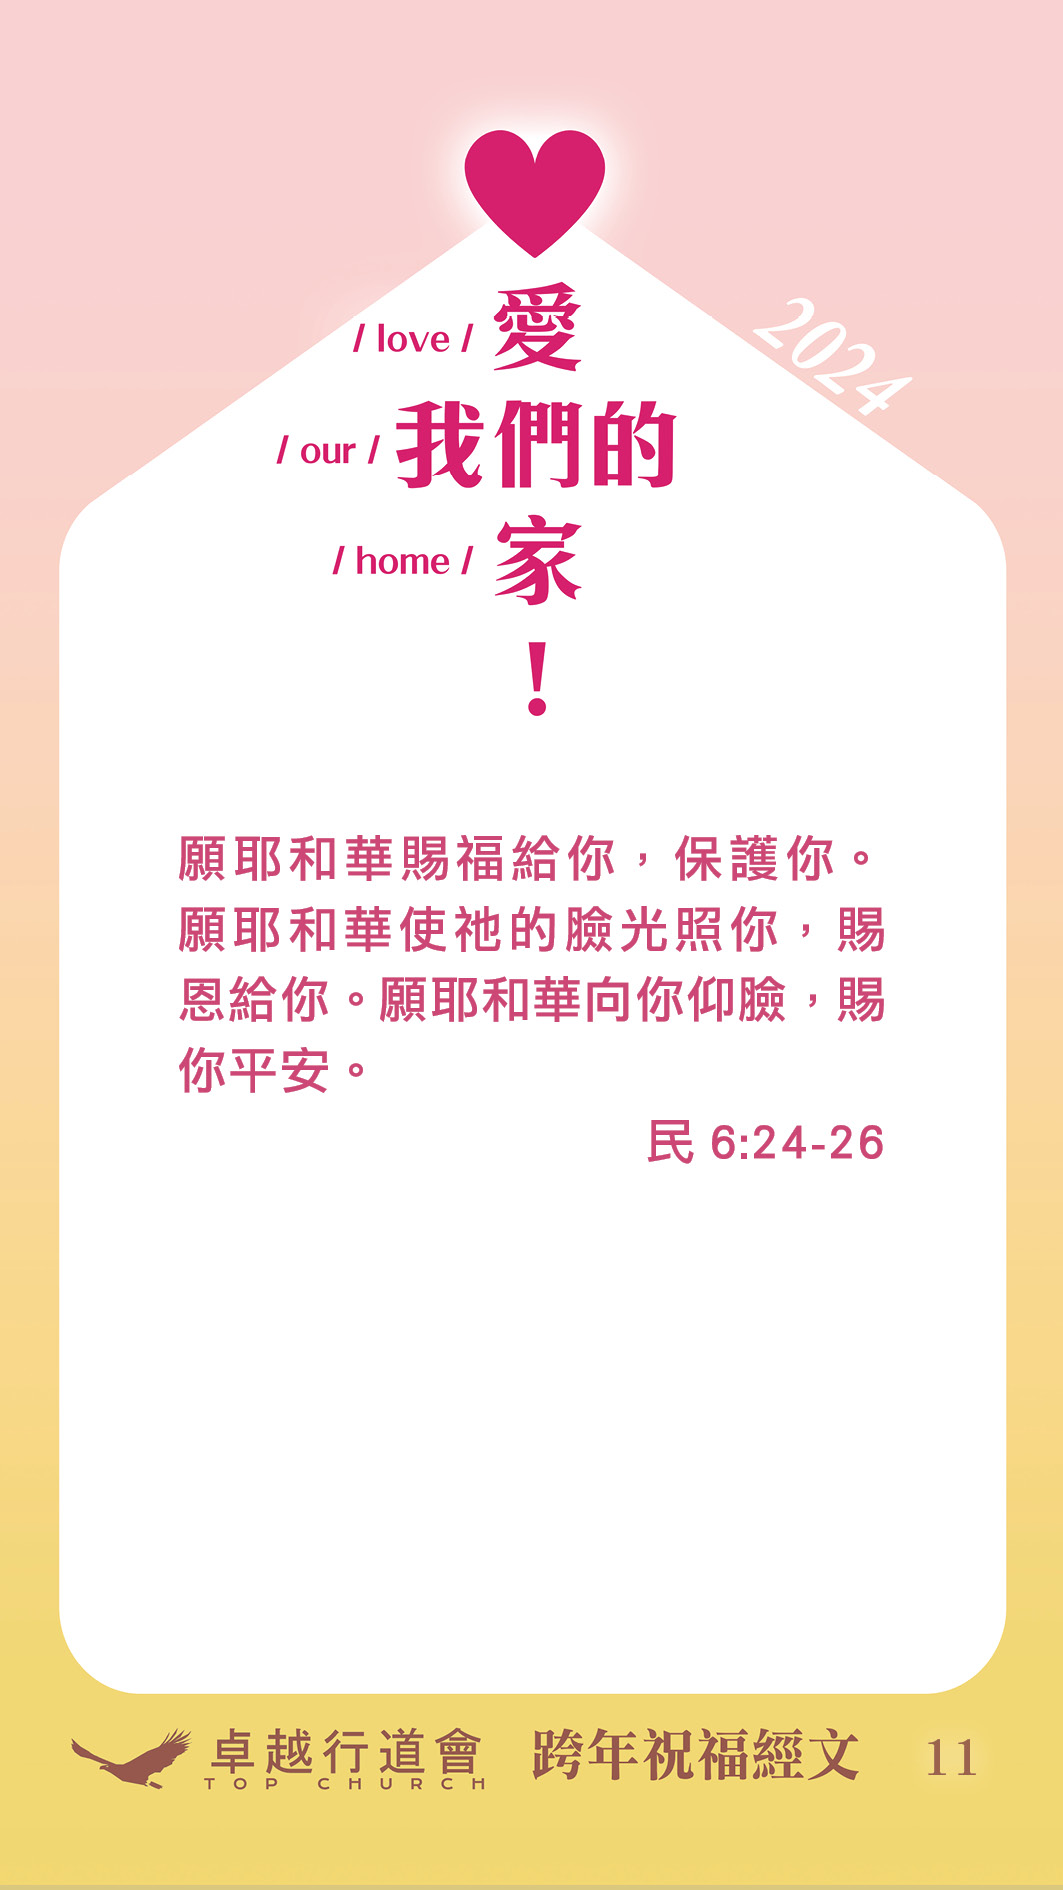 2024
/ love / 愛
/ our / 我們的
/ home / 家
!
願耶和華賜福給你，保護你。
願耶和華使祂的臉光照你，賜
恩給你。願耶和華向你仰臉，賜
你平安。
民 6:24-26
卓越行道會 跨年祝福經文 11
TOP CHURCH